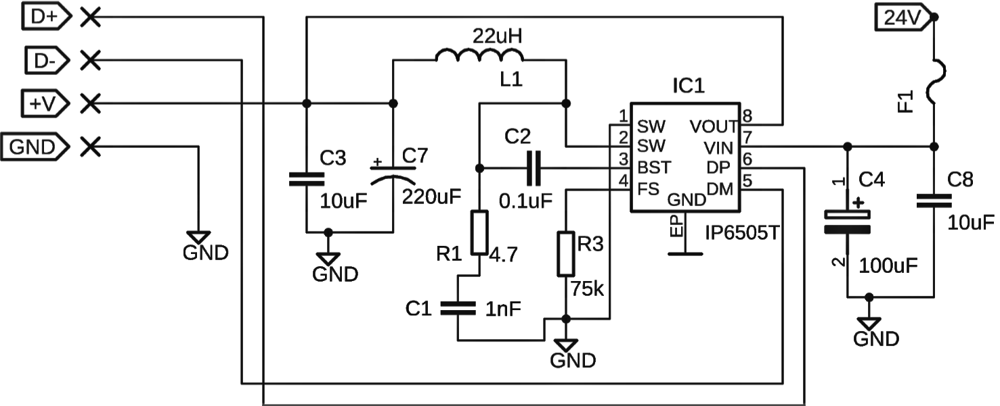 D+
D-
+V
GND
22uH
L1
24V
F1
IC1
1 SW
2 SW
3 BST
4 FS
VOUT 8
VIN 7
DP 6
DM 5
GND
EP
IP6505T
C3
10uF
+
C7
220uF
C2
0.1uF
R1
4.7
R3
75k
C1
1nF
1
C4
+
2
100uF
C8
10uF
GND
GND
GND
GND